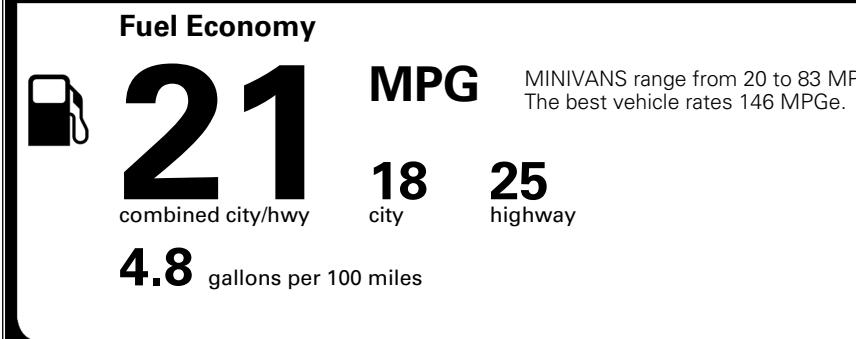 Fuel Economy
21 MPG
MINIVANS range from 20 to 83 MP
The best vehicle rates 146 MPGe.
18 25
combined city/hwy city highway
4.8 gallons per 100 miles